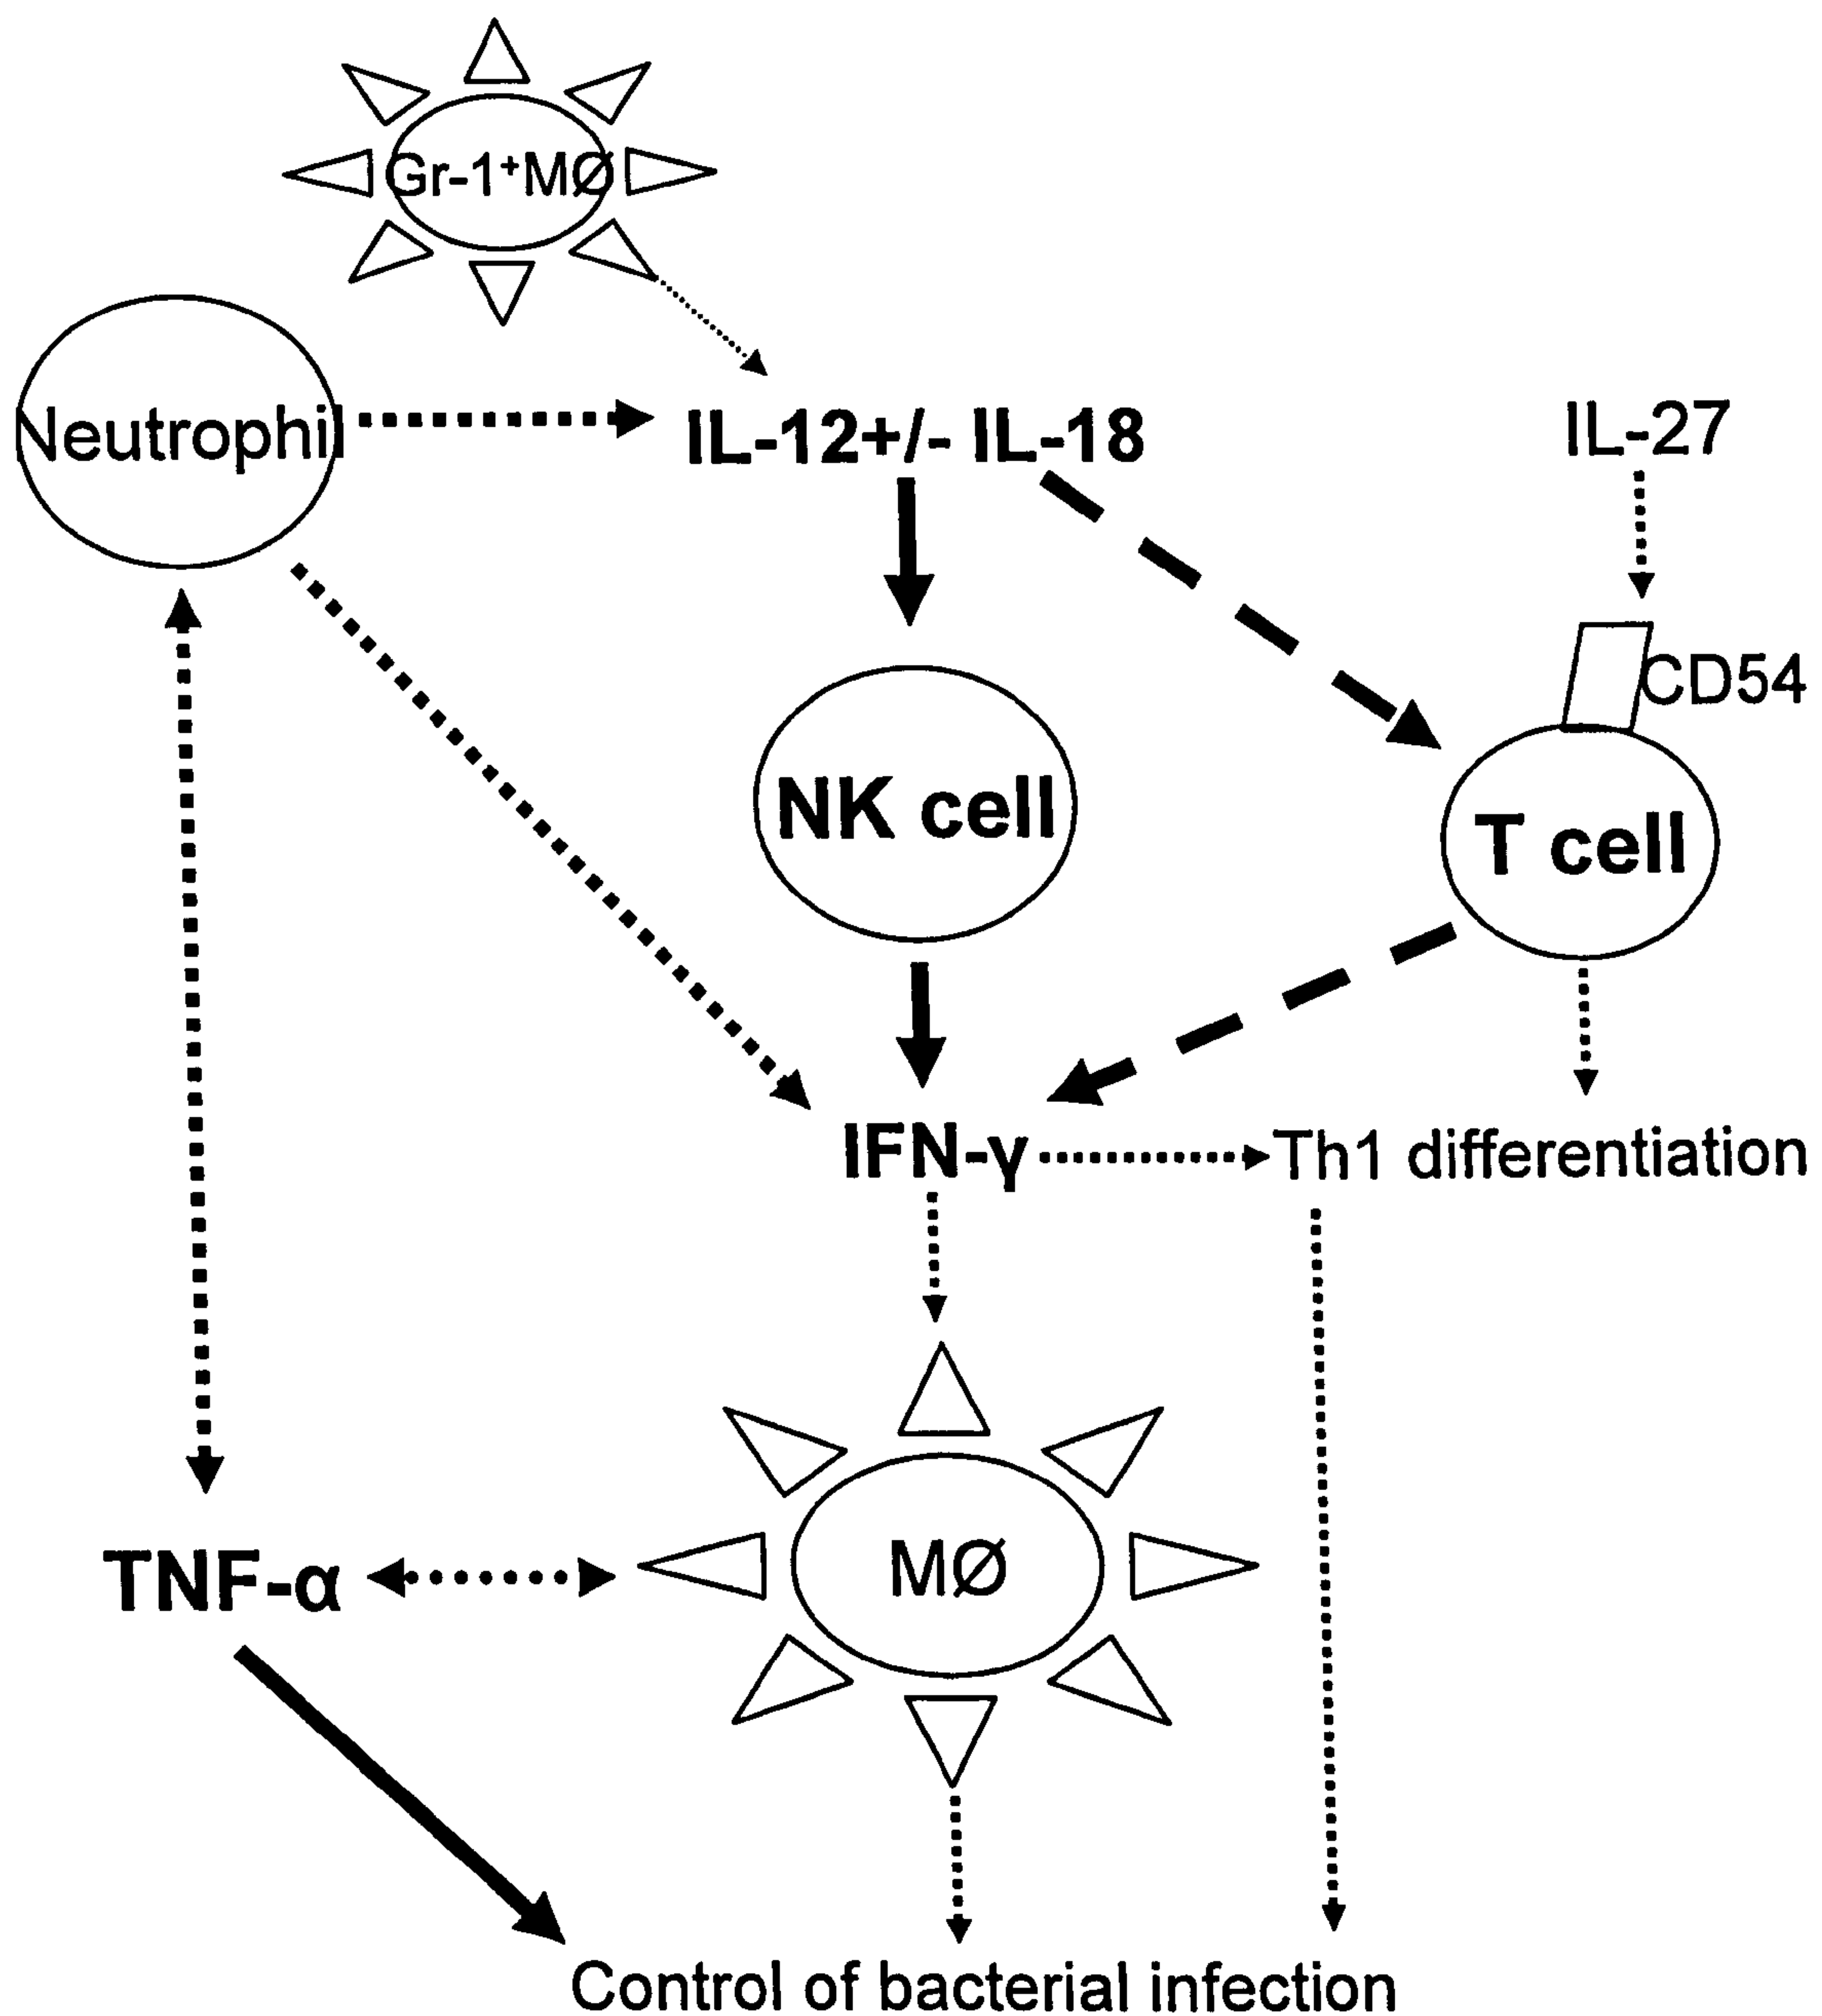 Gr-1⁺MØ
Neutrophil
IL-12+/- IL-18
IL-27
CD54
NK cell
T cell
IFN-γ
Th1 differentiation
TNF-α
MØ
Control of bacterial infection